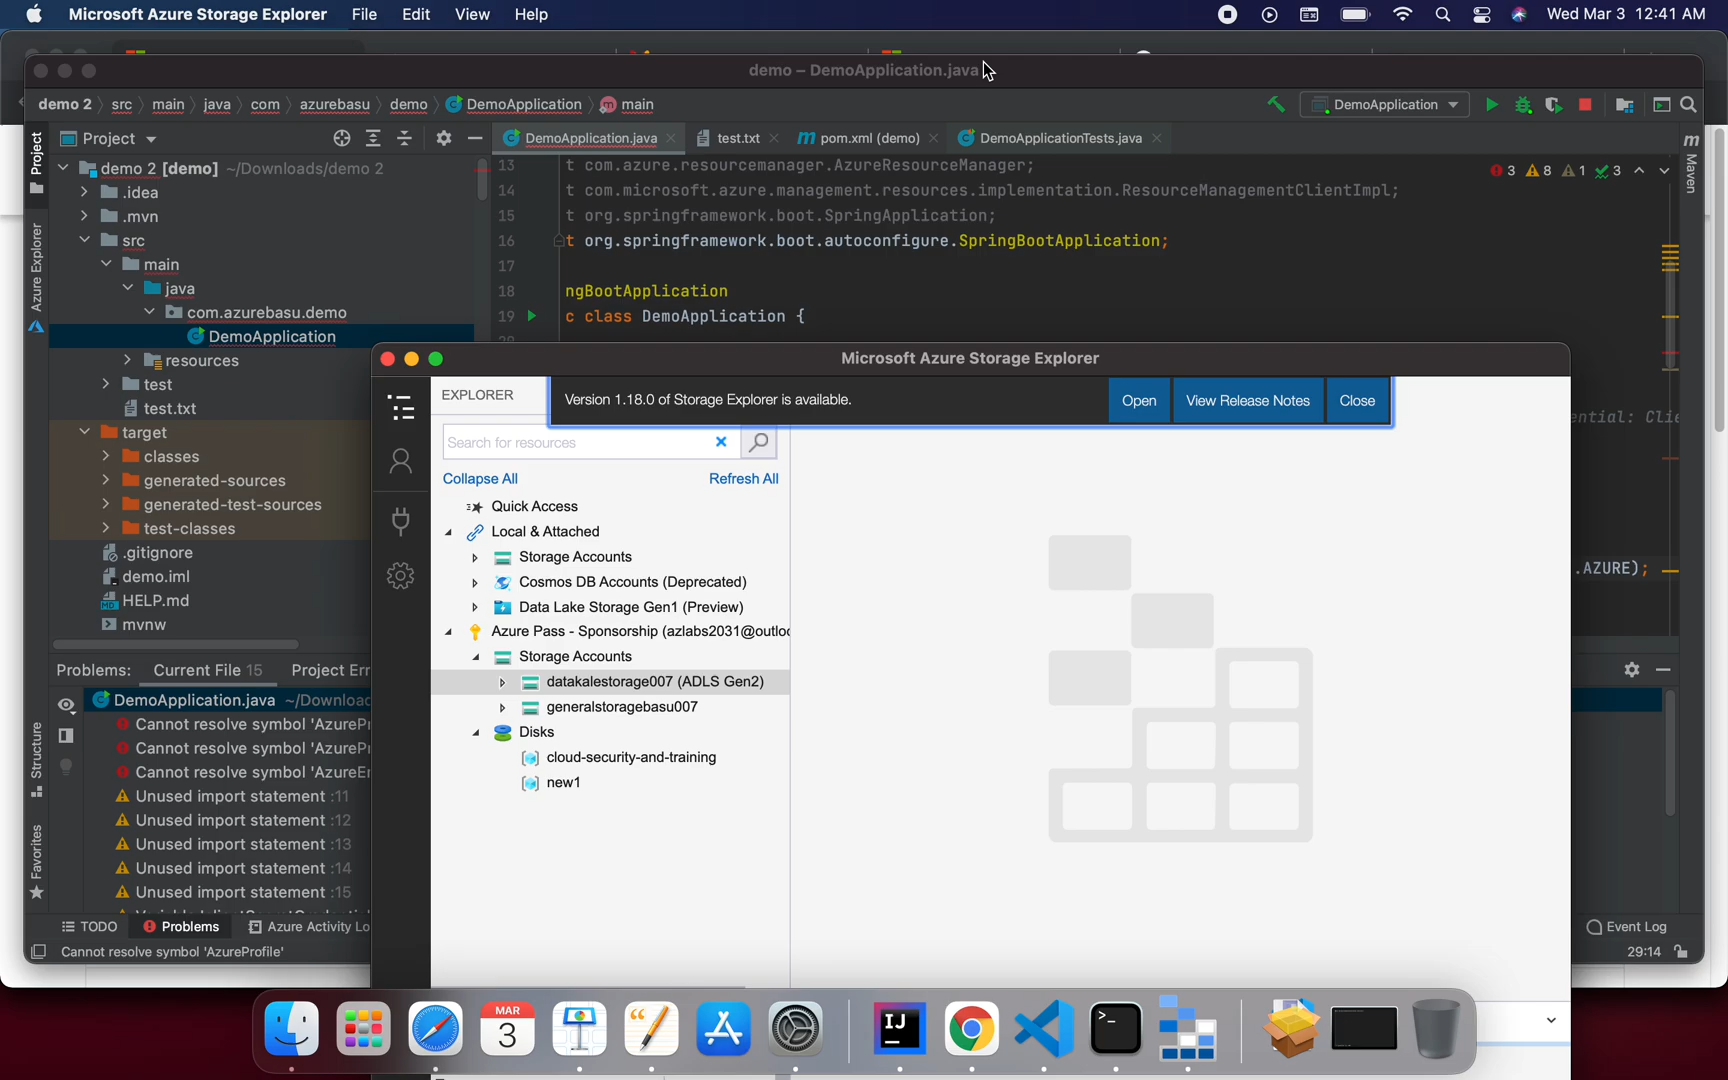 Microsoft Azure Storage Explorer File Edit View Help Wed Mar 3 12:41 AM
demo – DemoApplication.java
demo 2 src main java com azurebasu demo DemoApplication main DemoApplication
Project DemoApplication.java test.txt pom.xml (demo) DemoApplicationTests.java
Project
Azure Explorer
Structure
Favorites
Maven
demo 2 [demo] ~/Downloads/demo 2
.idea
.mvn
src
main
java
com.azurebasu.demo
DemoApplication
resources
test
test.txt
target
classes
generated-sources
generated-test-sources
test-classes
.gitignore
demo.iml
HELP.md
mvnw
13 t com.azure.resourcemanager.AzureResourceManager;
14 t com.microsoft.azure.management.resources.implementation.ResourceManagementClientImpl;
15 t org.springframework.boot.SpringApplication;
16 t org.springframework.boot.autoconfigure.SpringBootApplication;
17
18 ngBootApplication
19 c class DemoApplication {
3 8 1 3
ential: Clie
.AZURE);
Microsoft Azure Storage Explorer
EXPLORER
Version 1.18.0 of Storage Explorer is available. Open View Release Notes Close
Search for resources
Collapse All Refresh All
Quick Access
Local & Attached
Storage Accounts
Cosmos DB Accounts (Deprecated)
Data Lake Storage Gen1 (Preview)
Azure Pass - Sponsorship (azlabs2031@outloo
Storage Accounts
datakalestorage007 (ADLS Gen2)
generalstoragebasu007
Disks
cloud-security-and-training
new1
Problems: Current File 15 Project Err
DemoApplication.java ~/Download
Cannot resolve symbol 'AzurePr
Cannot resolve symbol 'AzurePr
Cannot resolve symbol 'AzureEn
Unused import statement :11
Unused import statement :12
Unused import statement :13
Unused import statement :14
Unused import statement :15
TODO Problems Azure Activity Lo Event Log
Cannot resolve symbol 'AzureProfile' 29:14
MAR
3
IJ